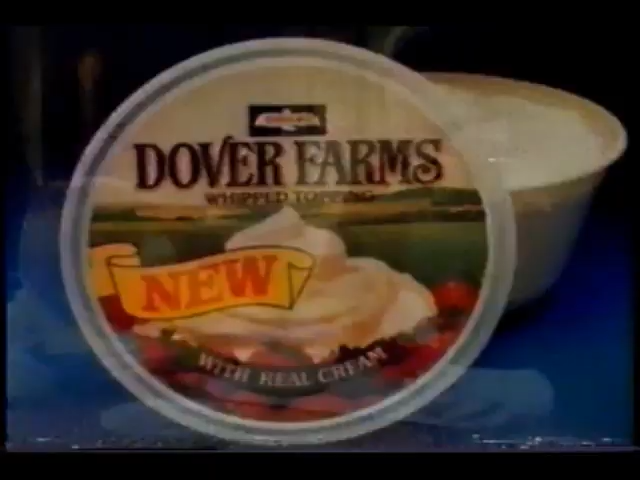 DOVER FARMS
WHIPPED TOPPING
NEW
WITH REAL CREAM